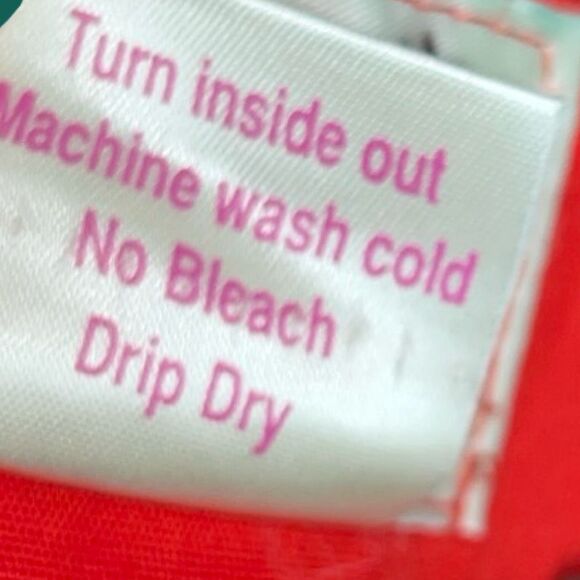 Turn inside out
Machine wash cold
No Bleach
Drip Dry